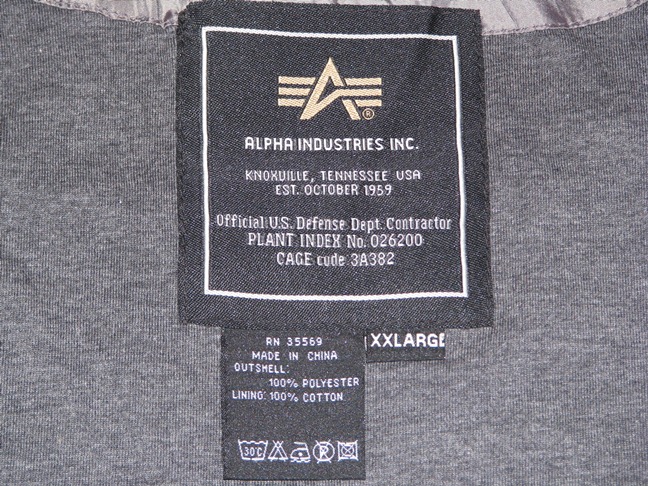 ALPHA INDUSTRIES INC.
KNOXVILLE, TENNESSEE USA
EST. OCTOBER 1959
Official U.S. Defense Dept. Contractor
PLANT INDEX No. 026200
CAGE code 3A382
XXLARGE
RN 35569
MADE IN CHINA
OUTSHELL:
100% POLYESTER
LINING: 100% COTTON
30°C P